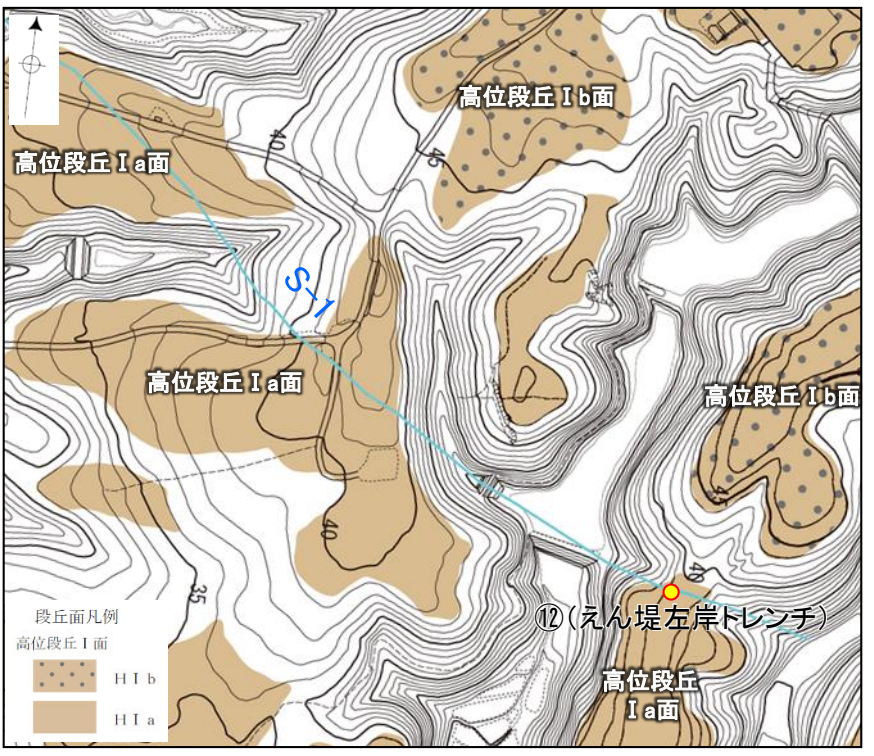 高位段丘Ⅰb面
40
45
高位段丘Ⅰa面
S-1
高位段丘Ⅰa面
高位段丘Ⅰb面
45
40
40
35
⑫(えん堤左岸トレンチ)
段丘面凡例
高位段丘Ⅰ面
HⅠb
HⅠa
高位段丘
Ⅰa面